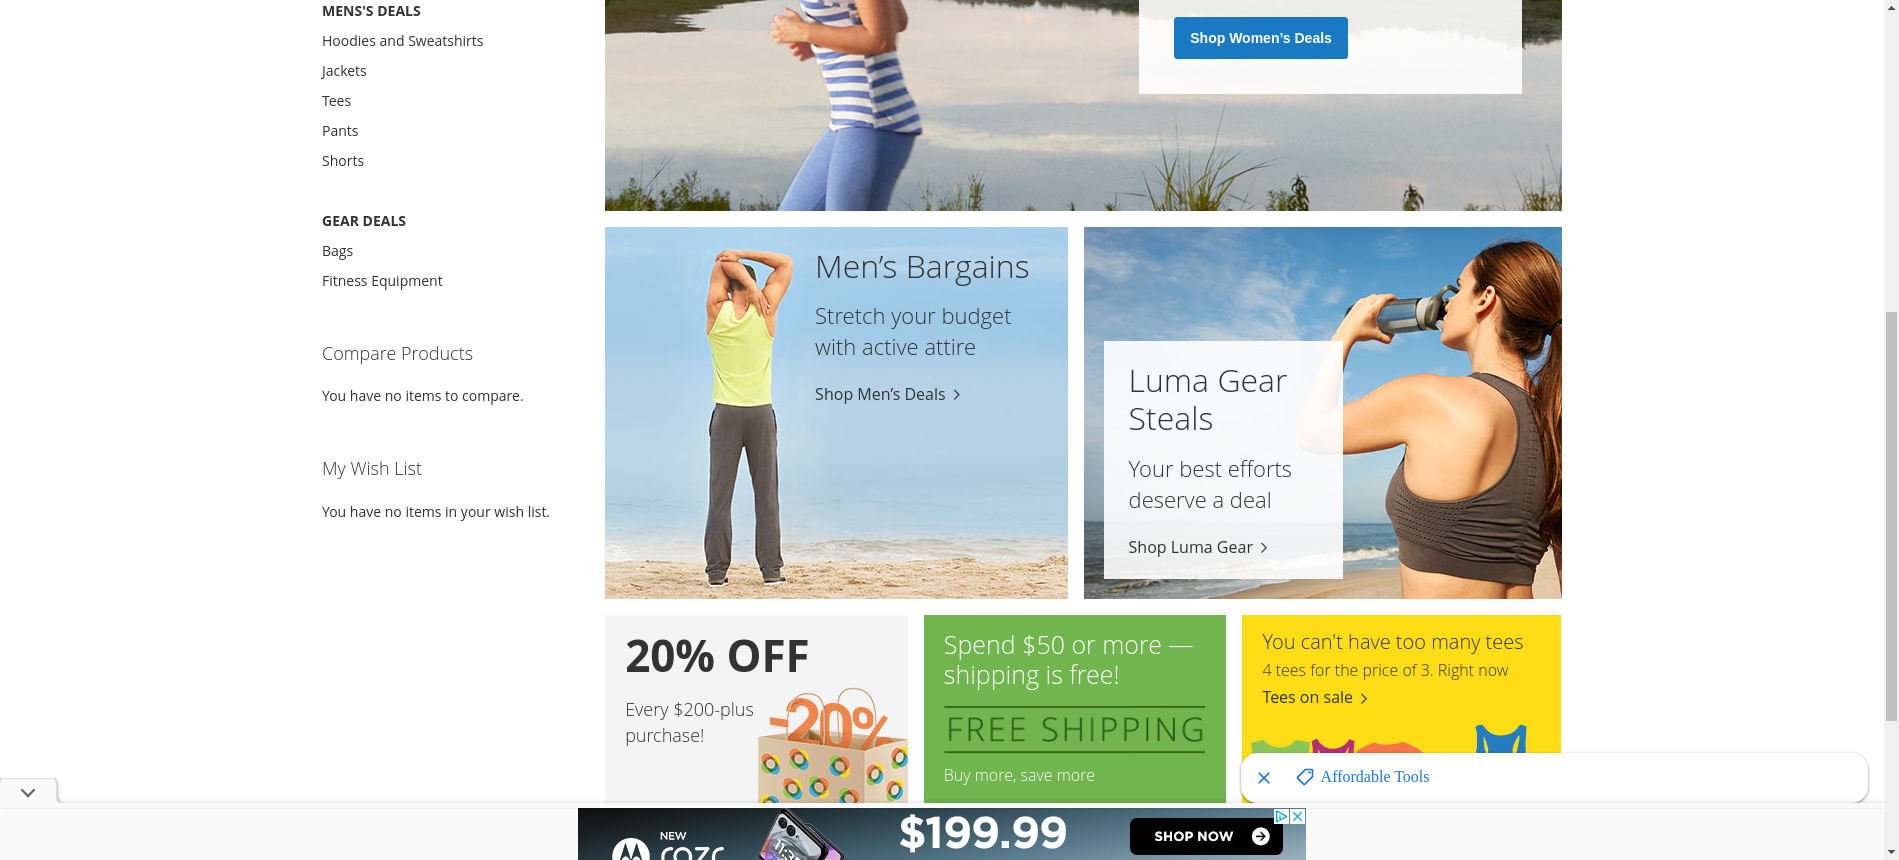 MENS'S DEALS
Hoodies and Sweatshirts
Jackets
Tees
Pants
Shorts
GEAR DEALS
Bags
Fitness Equipment
Compare Products
You have no items to compare.
My Wish List
You have no items in your wish list.
Shop Women’s Deals
Men’s Bargains
Stretch your budget
with active attire
Shop Men’s Deals
Luma Gear
Steals
Your best efforts
deserve a deal
Shop Luma Gear
20% OFF
Every $200-plus
purchase!
-20%
Spend $50 or more —
shipping is free!
FREE SHIPPING
Buy more, save more
You can't have too many tees
4 tees for the price of 3. Right now
Tees on sale
Affordable Tools
NEW
razr
11:35
$199.99
SHOP NOW